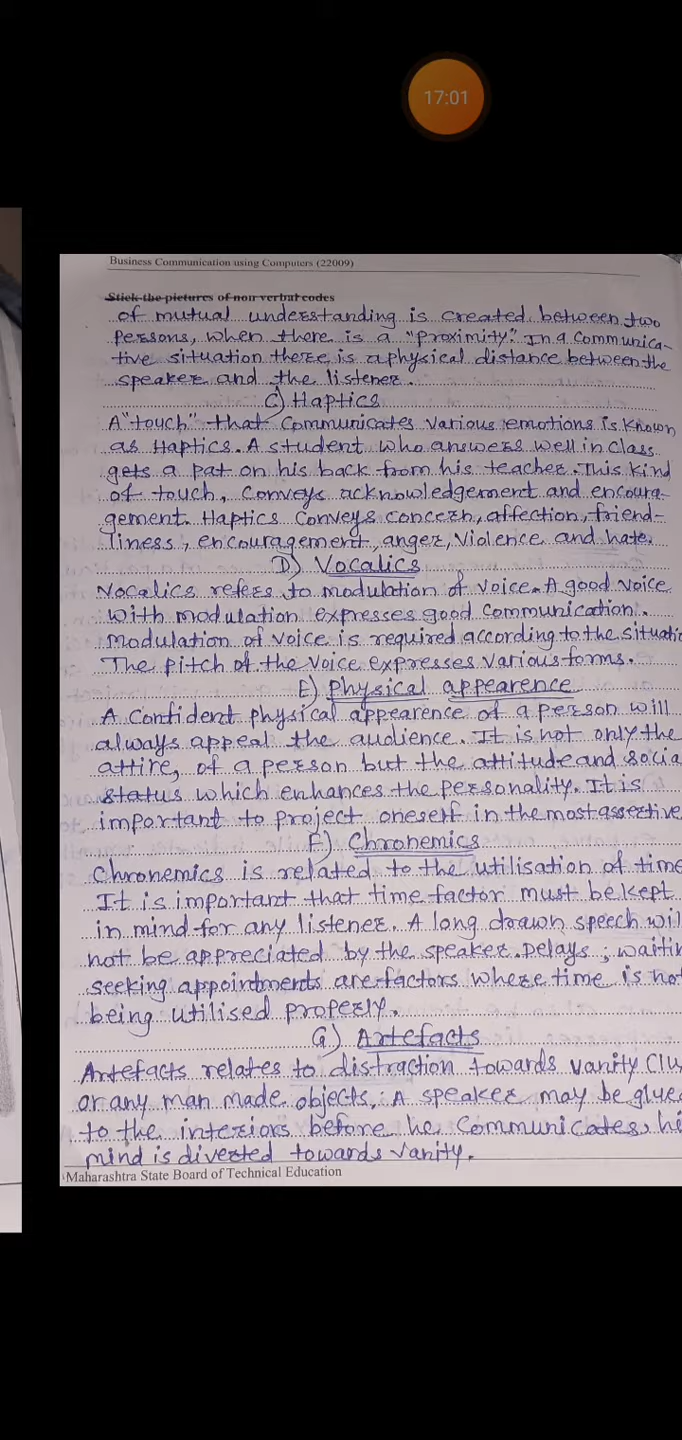 17:01
Business Communication using Computers (22009)
Stick the pictures of non verbal codes
of mutual understanding is created between two
Persons, when there is a "proximity." In a Communica-
tive situation there is a physical distance between the
speaker and the listener.
C) Haptics
A "touch" that Communicates various emotions is known
as Haptics. A student who answers well in class
gets a pat on his back from his teacher. This kind
of touch, Conveys acknowledgement and encoura-
gement. Haptics Conveys concern, affection, friend-
liness, encouragement, anger, Violence and hate.
D) Vocalics
Vocalics refers to modulation of voice. A good voice
with modulation expresses good communication.
Modulation of voice is required according to the situati
The pitch of the voice expresses various forms.
E) Physical appearence
A Confident physical appearence of a person will
always appeal the audience. It is not only the
attire, of a person but the attitude and socia
status which enhances the personality. It is
important to project oneself in the most assertive
F) Chronemics
Chronemics is related to the utilisation of time
It is important that time factor must be kept
in mind for any listener. A long drawn speech wil
not be appreciated by the speaker. Delays, waitin
seeking appointments are factors where time is not
being utilised properly.
G) Artefacts
Artefacts relates to distraction towards vanity Clu
or any man made objects. A speaker may be glue
to the interiors before he Communicates, hi
mind is diverted towards vanity.
Maharashtra State Board of Technical Education